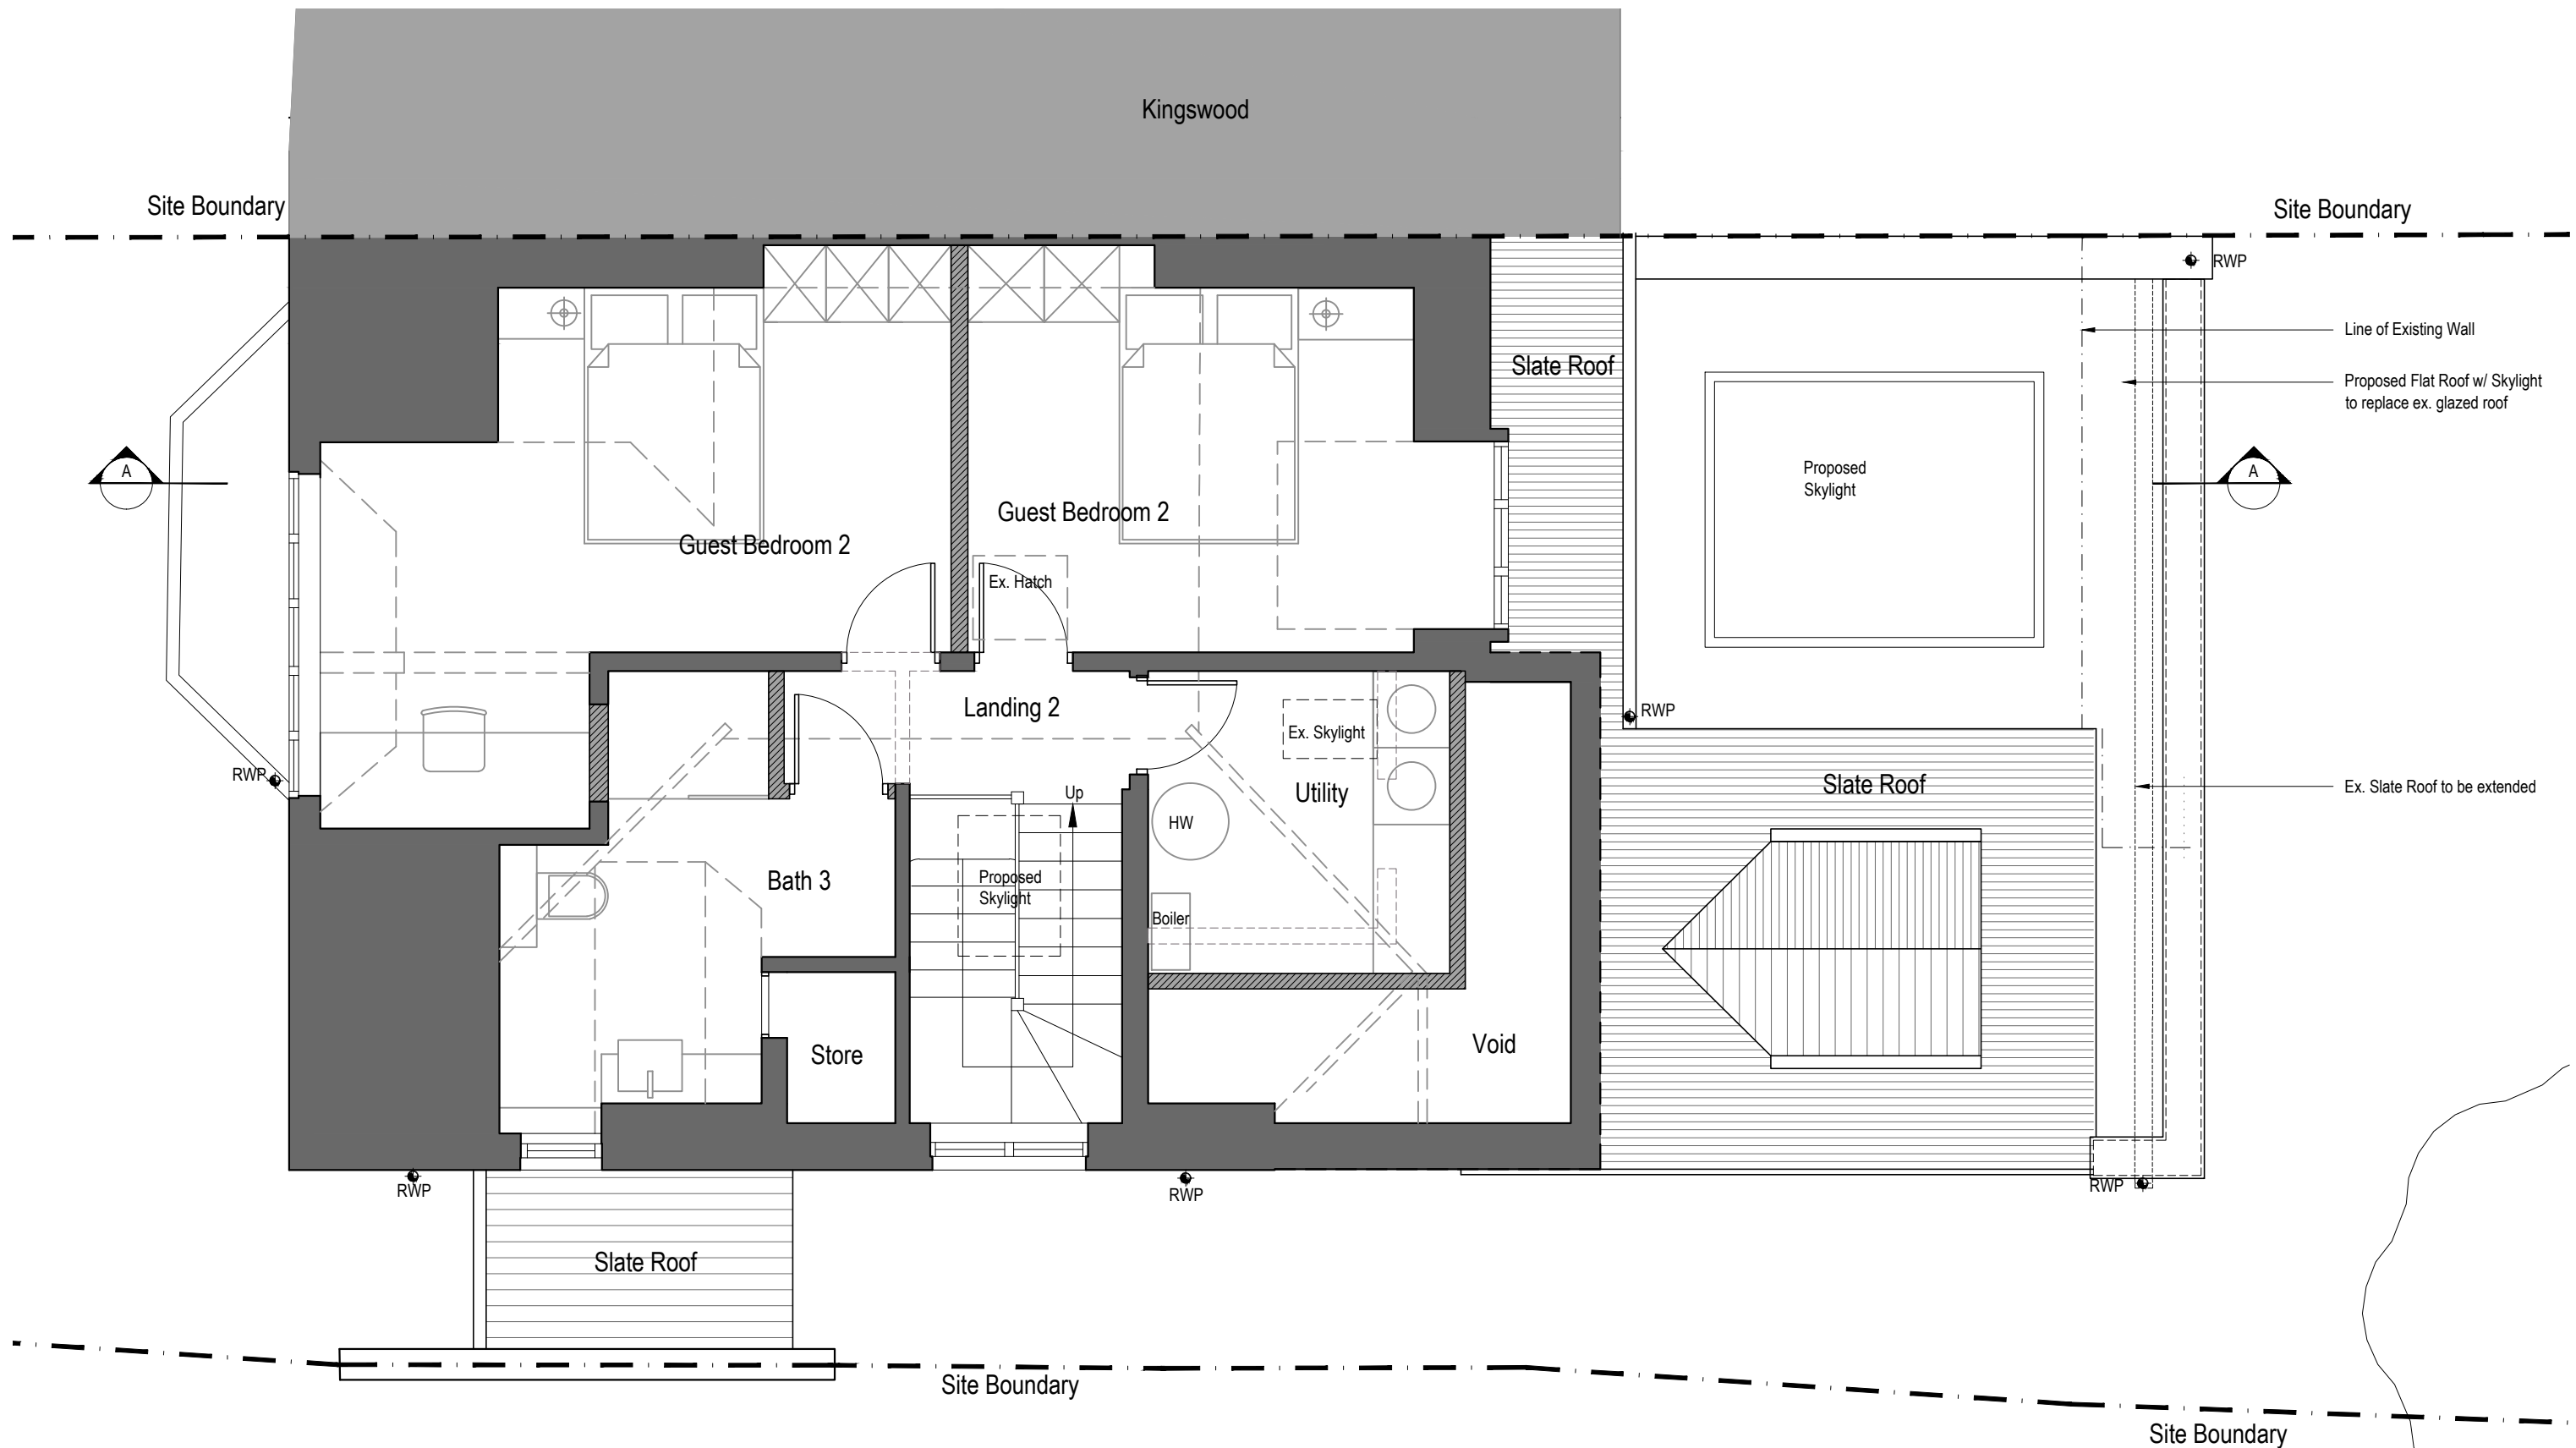 Kingswood
Site Boundary
Site Boundary
RWP
Line of Existing Wall
Slate Roof
Proposed Flat Roof w/ Skylight
to replace ex. glazed roof
A
Proposed
Skylight
A
Guest Bedroom 2
Guest Bedroom 2
Ex. Hatch
Landing 2
RWP
Ex. Skylight
RWP
Up
Utility
Slate Roof
Ex. Slate Roof to be extended
HW
Bath 3
Proposed
Skylight
Boiler
Store
Void
RWP
RWP
RWP
Slate Roof
Site Boundary
Site Boundary